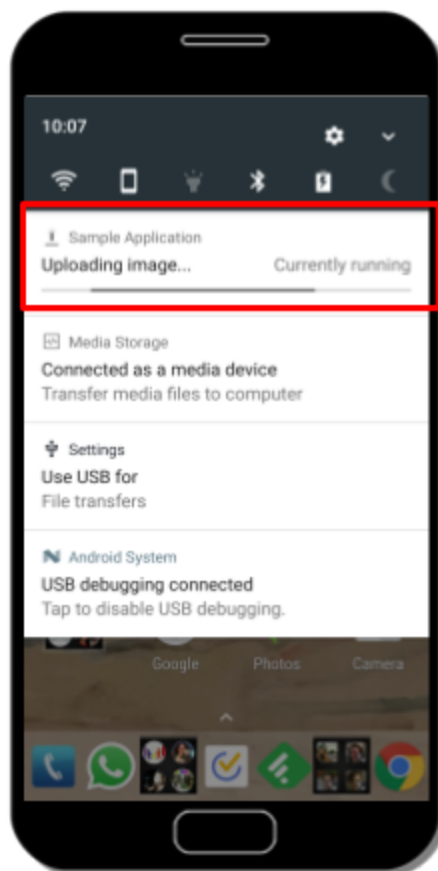 10:07
Sample Application
Uploading image... Currently running
Media Storage
Connected as a media device
Transfer media files to computer
Settings
Use USB for
File transfers
Android System
USB debugging connected
Tap to disable USB debugging.
Google Photos Camera